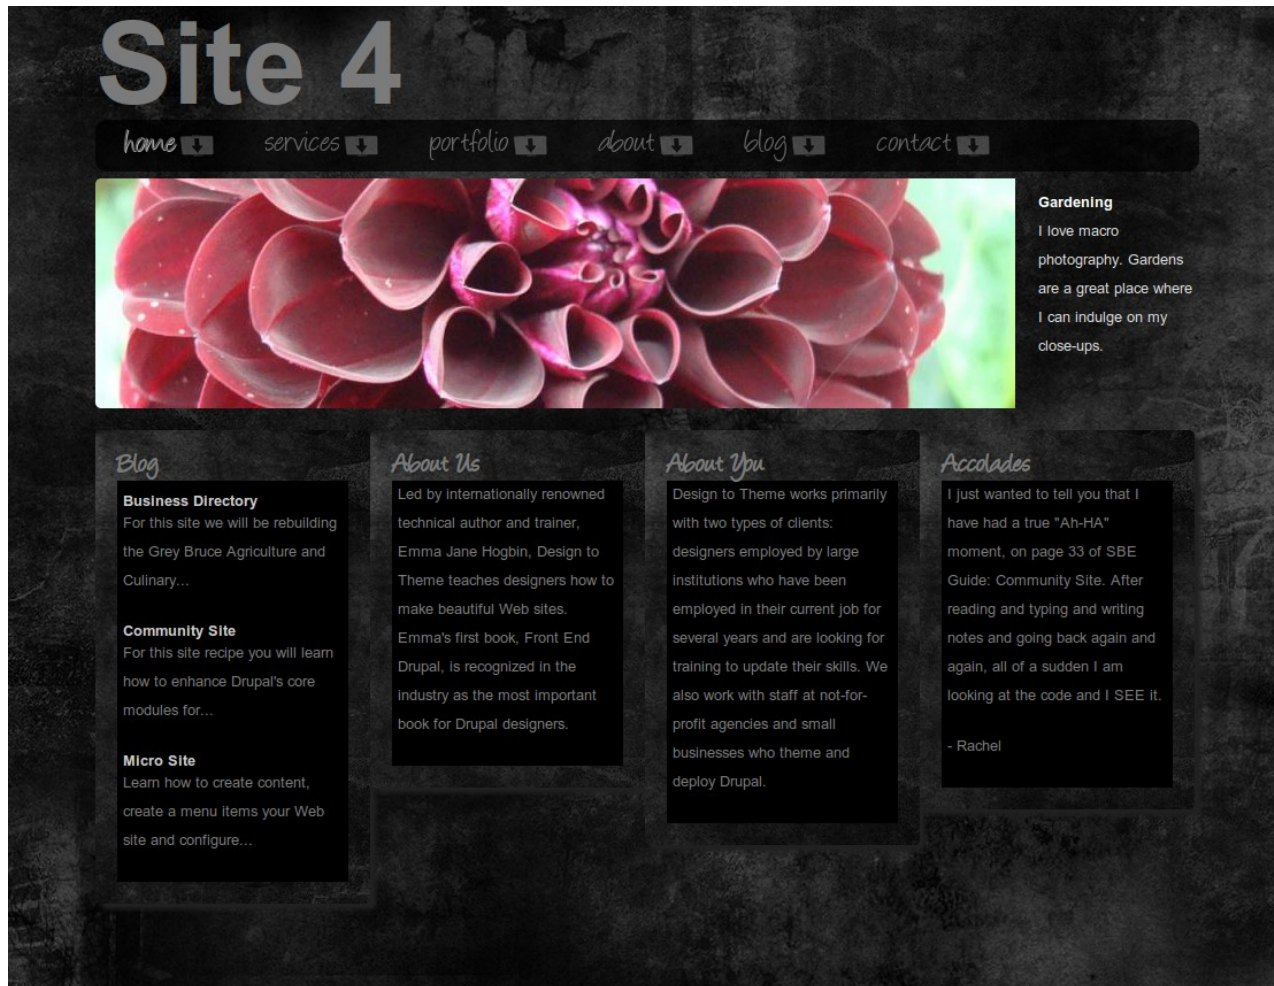 Site 4
home services portfolio about blog contact
Gardening
I love macro
photography. Gardens
are a great place where
I can indulge on my
close-ups.
Blog
Business Directory
For this site we will be rebuilding
the Grey Bruce Agriculture and
Culinary...
Community Site
For this site recipe you will learn
how to enhance Drupal's core
modules for...
Micro Site
Learn how to create content,
create a menu items your Web
site and configure...
About Us
Led by internationally renowned
technical author and trainer,
Emma Jane Hogbin, Design to
Theme teaches designers how to
make beautiful Web sites.
Emma's first book, Front End
Drupal, is recognized in the
industry as the most important
book for Drupal designers.
About You
Design to Theme works primarily
with two types of clients:
designers employed by large
institutions who have been
employed in their current job for
several years and are looking for
training to update their skills. We
also work with staff at not-for-
profit agencies and small
businesses who theme and
deploy Drupal.
Accolades
I just wanted to tell you that I
have had a true "Ah-HA"
moment, on page 33 of SBE
Guide: Community Site. After
reading and typing and writing
notes and going back again and
again, all of a sudden I am
looking at the code and I SEE it.
- Rachel